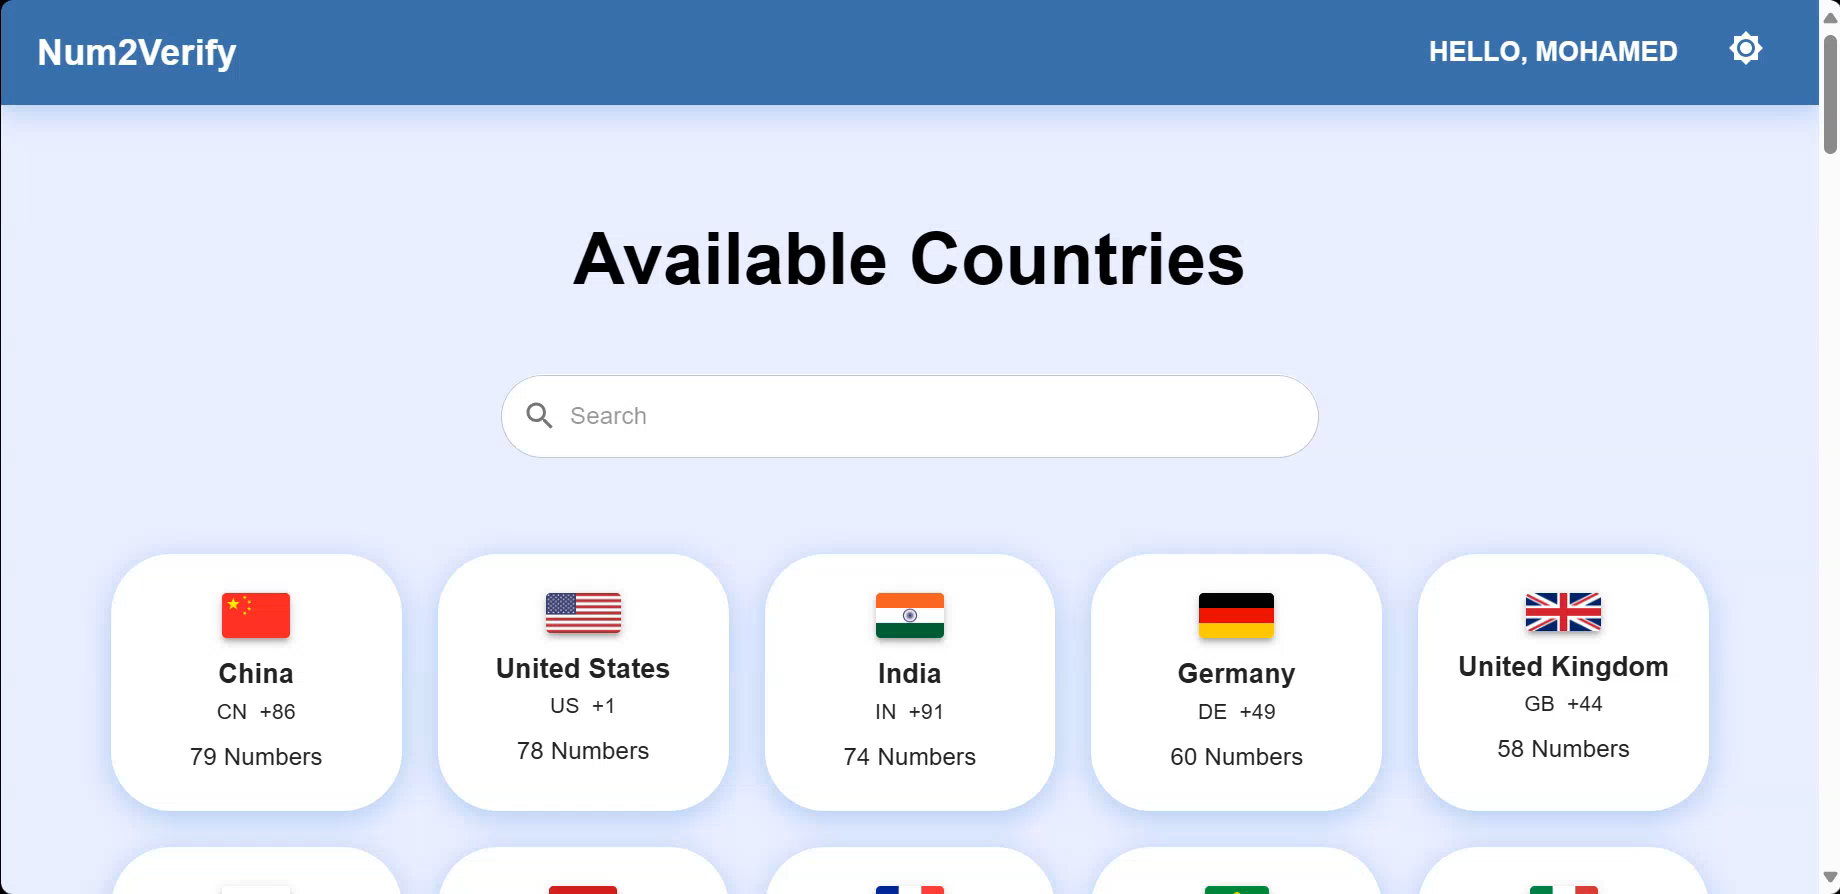 Num2Verify
HELLO, MOHAMED
Available Countries
Search
China
CN +86
79 Numbers
United States
US +1
78 Numbers
India
IN +91
74 Numbers
Germany
DE +49
60 Numbers
United Kingdom
GB +44
58 Numbers